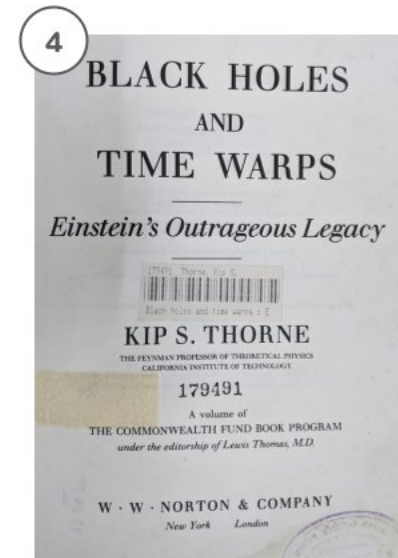 4
BLACK HOLES
AND
TIME WARPS
Einstein's Outrageous Legacy
179491 Thorne, Kip S.
Black holes and time warps : E
KIP S. THORNE
THE FEYNMAN PROFESSOR OF THEORETICAL PHYSICS
CALIFORNIA INSTITUTE OF TECHNOLOGY
179491
A volume of
THE COMMONWEALTH FUND BOOK PROGRAM
under the editorship of Lewis Thomas, M.D.
W · W · NORTON & COMPANY
New York London